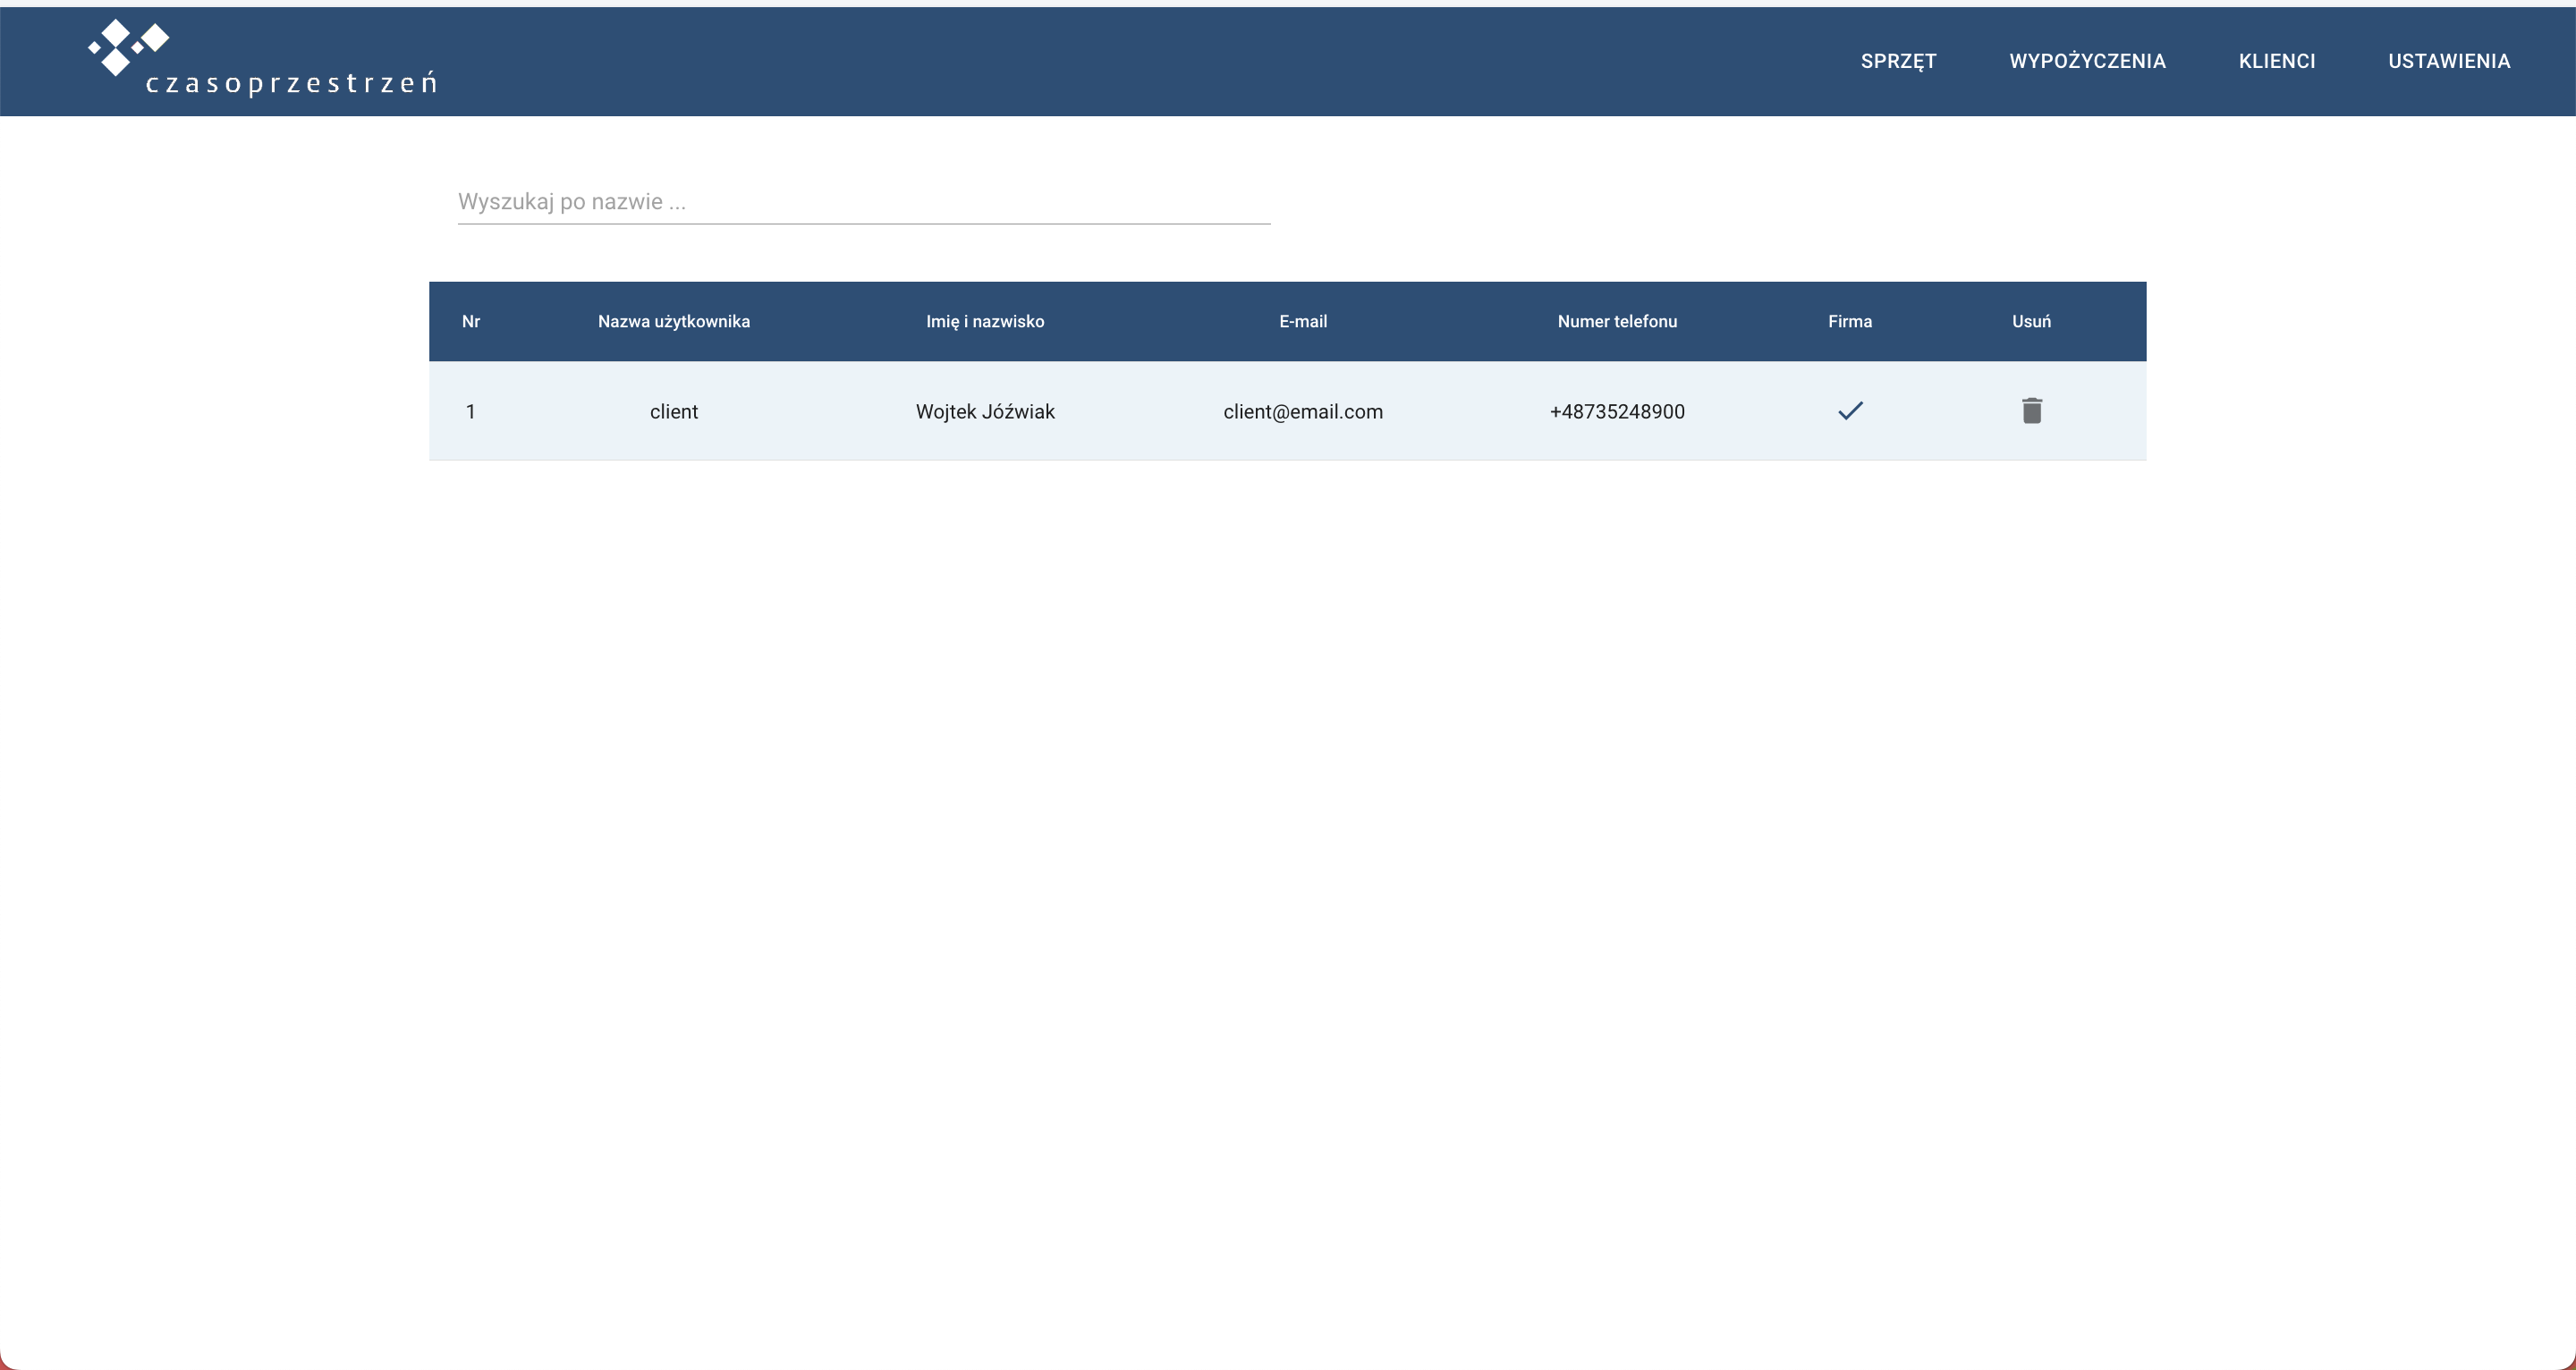 czasoprzestrzeń
SPRZĘT WYPOŻYCZENIA KLIENCI USTAWIENIA
Wyszukaj po nazwie ...
Nr Nazwa użytkownika Imię i nazwisko E-mail Numer telefonu Firma Usuń
1 client Wojtek Jóźwiak client@email.com +48735248900